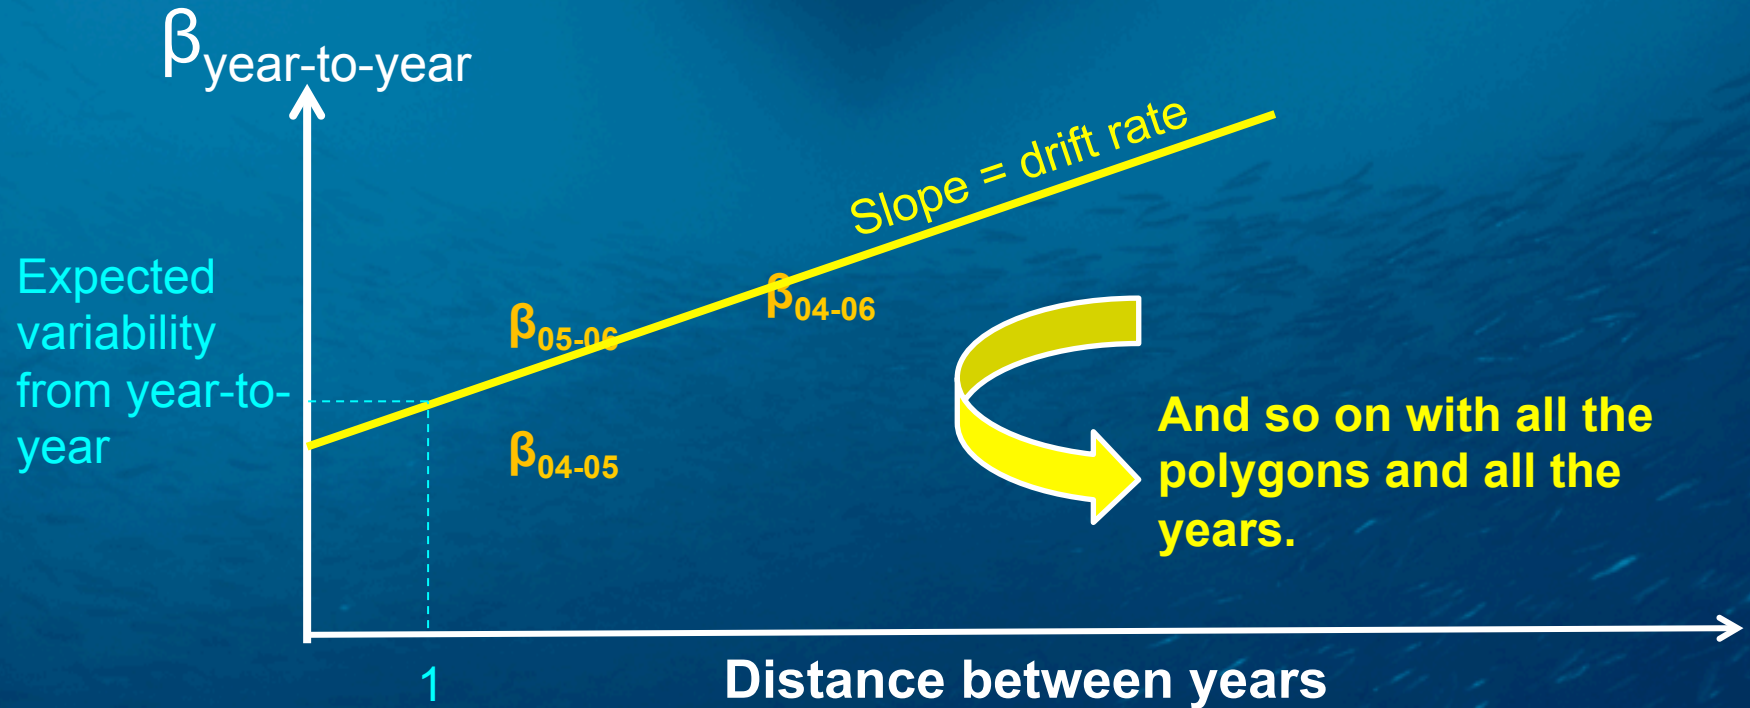 β year-to-year
Slope = drift rate
Expected
variability
from year-to-
year
β05-06
β04-06
β04-05
And so on with all the
polygons and all the
years.
1
Distance between years